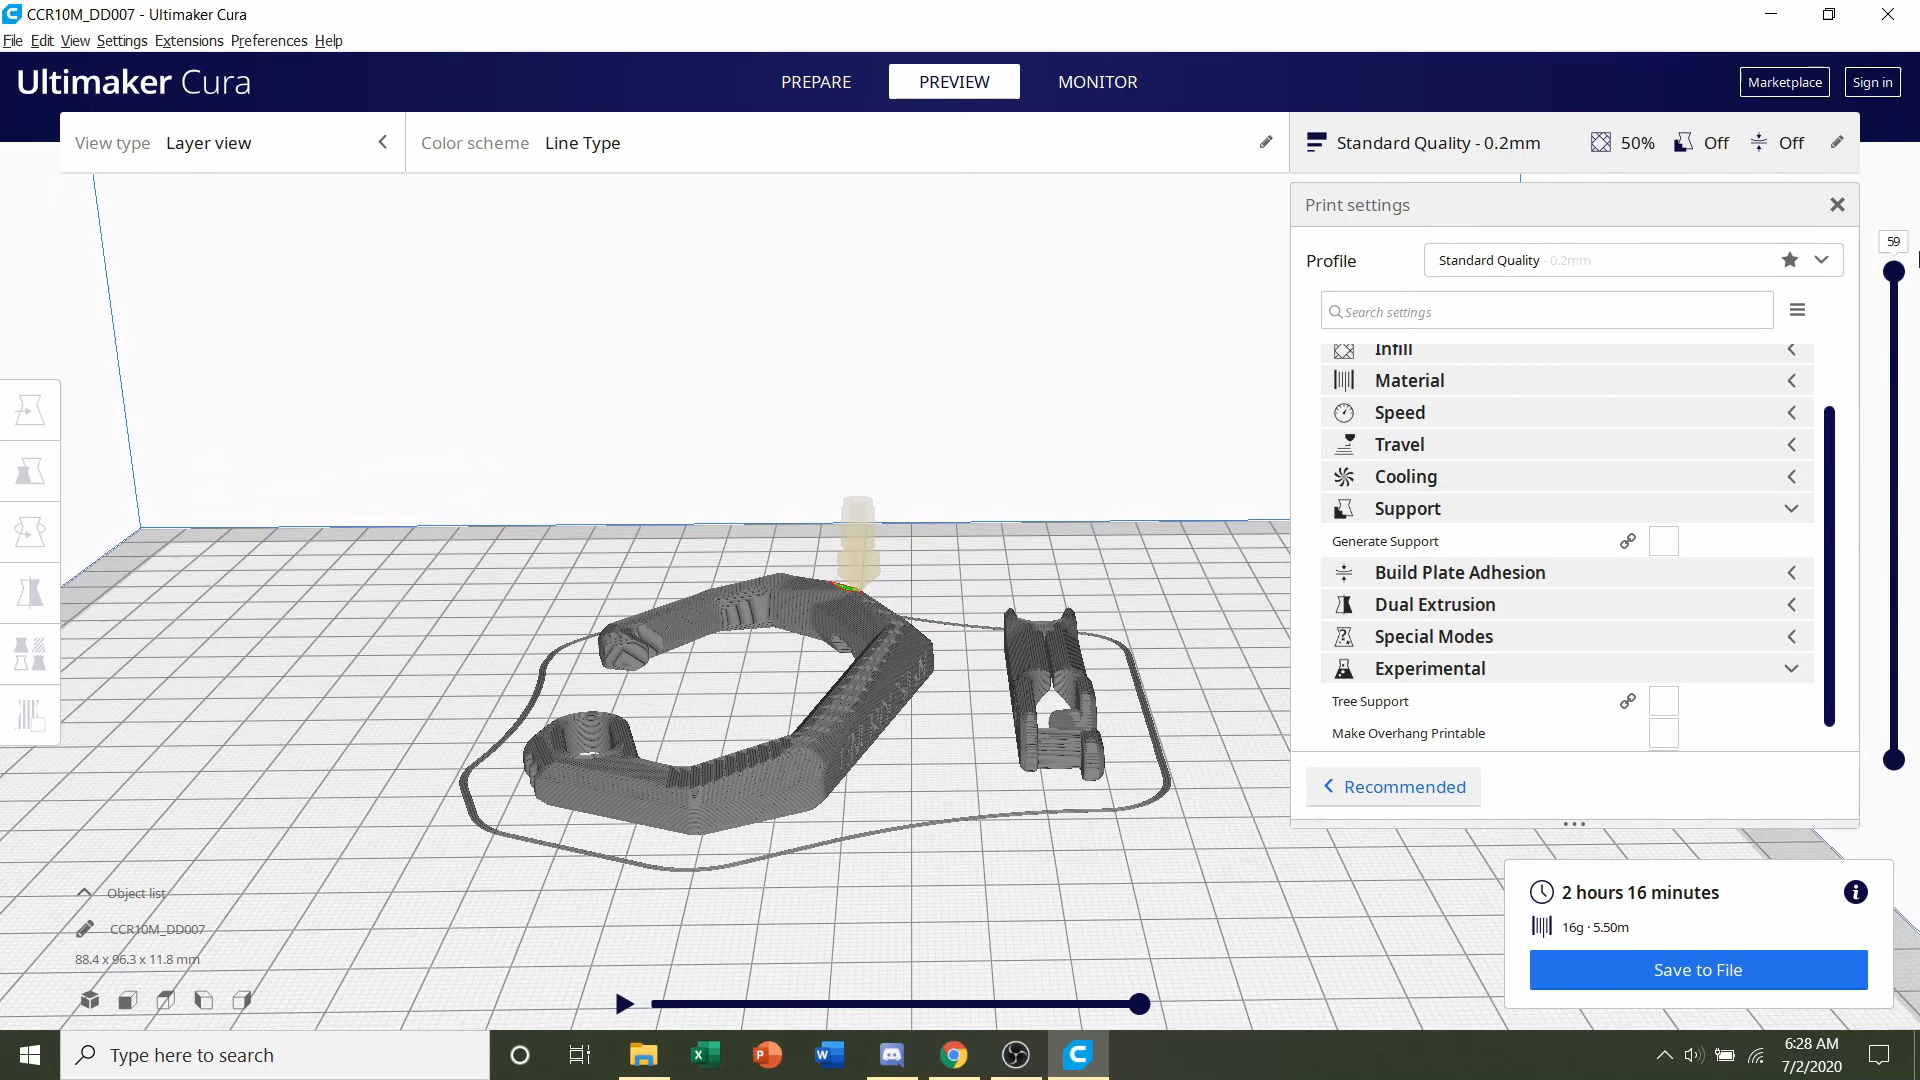 CCR10M_DD007 - Ultimaker Cura
File Edit View Settings Extensions Preferences Help
Ultimaker Cura
PREPARE
PREVIEW
MONITOR
Marketplace
Sign in
View type Layer view
Color scheme Line Type
Standard Quality - 0.2mm
50%
Off
Off
Print settings
59
Profile
Standard Quality - 0.2mm
Search settings
Infill
Material
Speed
Travel
Cooling
Support
Generate Support
Build Plate Adhesion
Dual Extrusion
Special Modes
Experimental
Tree Support
Make Overhang Printable
Recommended
Object list
CCR10M_DD007
88.4 x 96.3 x 11.8 mm
2 hours 16 minutes
16g · 5.50m
Save to File
Type here to search
6:28 AM
7/2/2020